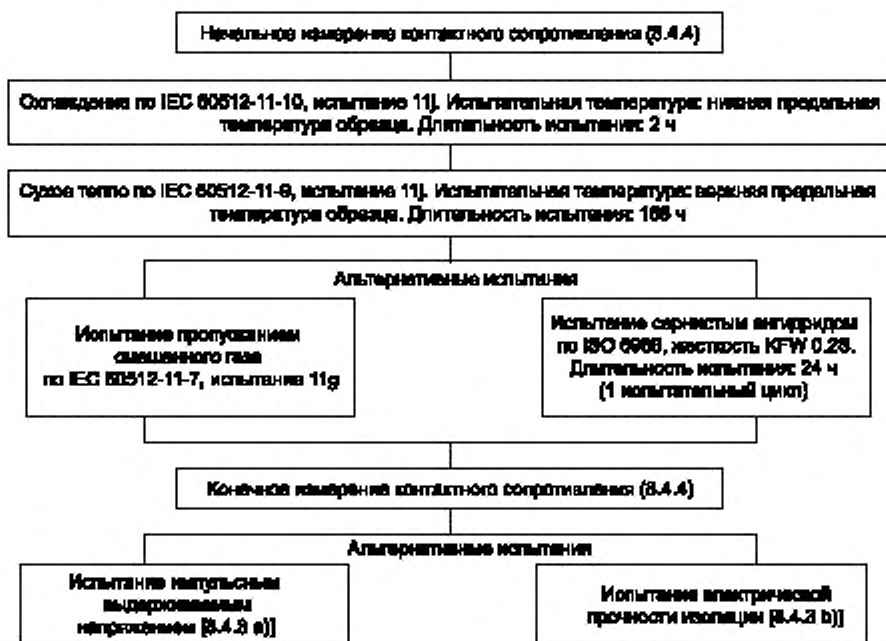 Начальное измерение контактного сопротивления (8.4.4)
Охлаждение по IEC 60512-11-10, испытание 11j. Испытательная температура: нижняя предельная
температура образца. Длительность испытания: 2 ч
Сухое тепло по IEC 60512-11-9, испытание 11j. Испытательная температура: верхняя предельная
температура образца. Длительность испытания: 168 ч
Альтернативные испытания
Испытание пропусканием
смешанного газа
по IEC 60512-11-7, испытание 11g
Испытание сернистым ангидридом
по ISO 6988, жесткость KFW 0.2S.
Длительность испытания: 24 ч
(1 испытательный цикл)
Конечное измерение контактного сопротивления (8.4.4)
Альтернативные испытания
Испытание импульсным
выдерживаемым
напряжением [8.4.3 a)]
Испытание электрической
прочности изоляции [8.4.3 b)]